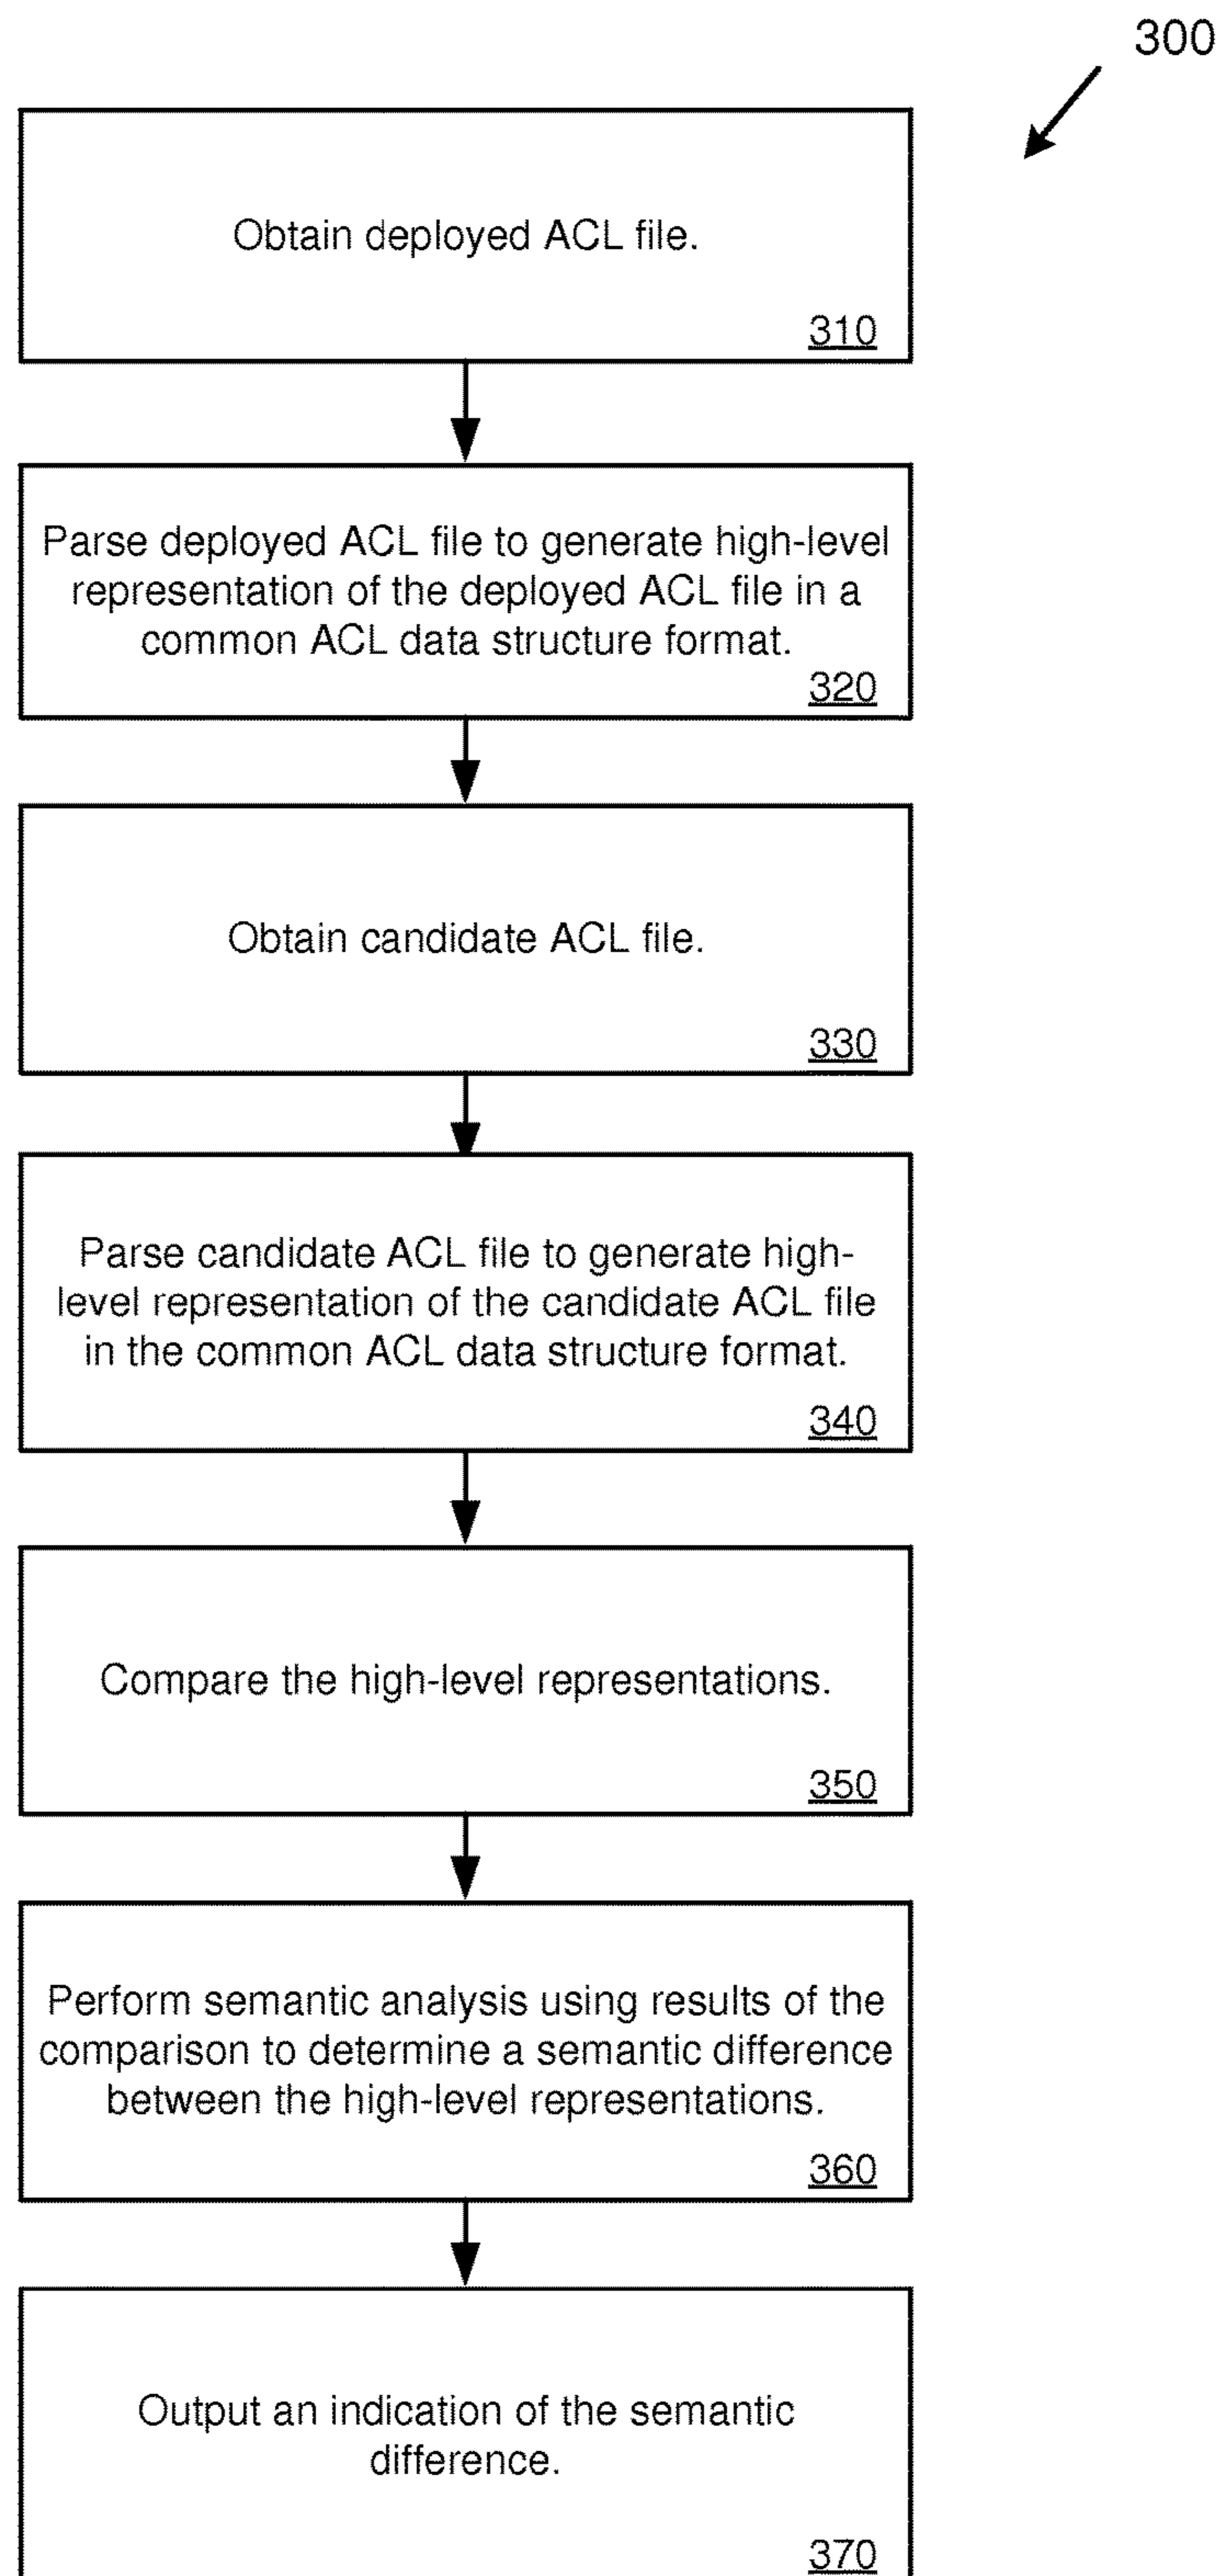 300
Obtain deployed ACL file.
310
Parse deployed ACL file to generate high-level
representation of the deployed ACL file in a
common ACL data structure format.
320
Obtain candidate ACL file.
330
Parse candidate ACL file to generate high-
level representation of the candidate ACL file
in the common ACL data structure format.
340
Compare the high-level representations.
350
Perform semantic analysis using results of the
comparison to determine a semantic difference
between the high-level representations.
360
Output an indication of the semantic
difference.
370